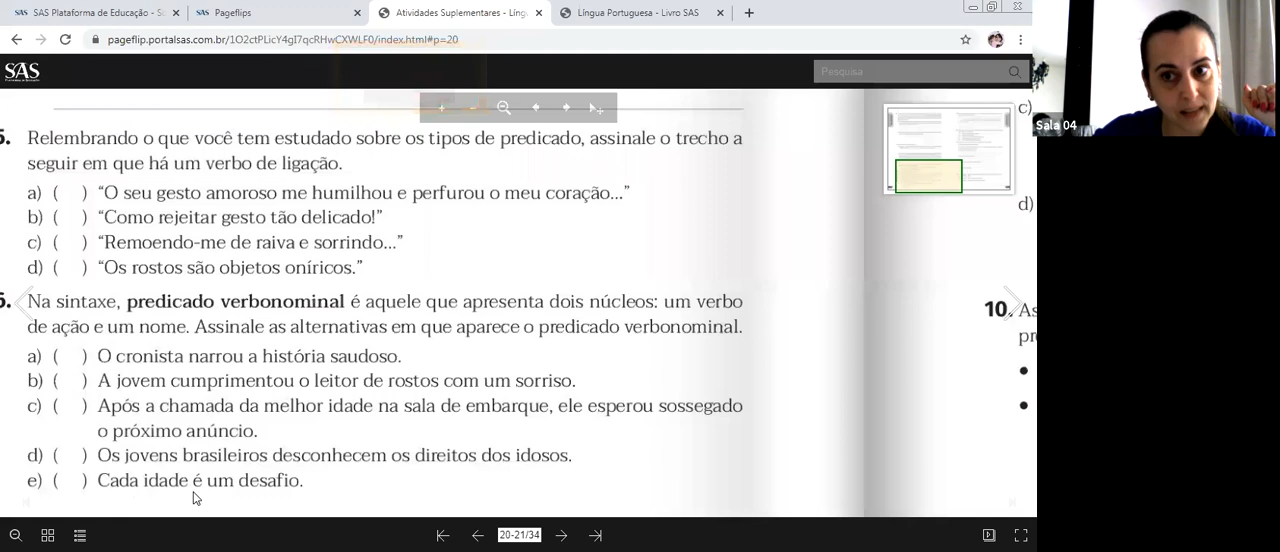 SAS Plataforma de Educação - S
Pageflips
Atividades Suplementares - Líng
Língua Portuguesa - Livro SAS
pageflip.portalsas.com.br/1O2ctPLicY4gI7qcRHwCXWLF0/index.html#p=20
SAS
Pesquisa
Sala 04
5. Relembrando o que você tem estudado sobre os tipos de predicado, assinale o trecho a
seguir em que há um verbo de ligação.
a) ( ) “O seu gesto amoroso me humilhou e perfurou o meu coração...”
b) ( ) “Como rejeitar gesto tão delicado!”
c) ( ) “Remoendo-me de raiva e sorrindo...”
d) ( ) “Os rostos são objetos oníricos.”
6. Na sintaxe, predicado verbonominal é aquele que apresenta dois núcleos: um verbo
de ação e um nome. Assinale as alternativas em que aparece o predicado verbonominal.
a) ( ) O cronista narrou a história saudoso.
b) ( ) A jovem cumprimentou o leitor de rostos com um sorriso.
c) ( ) Após a chamada da melhor idade na sala de embarque, ele esperou sossegado
o próximo anúncio.
d) ( ) Os jovens brasileiros desconhecem os direitos dos idosos.
e) ( ) Cada idade é um desafio.
c)
d)
10. As
pr
20-21/34